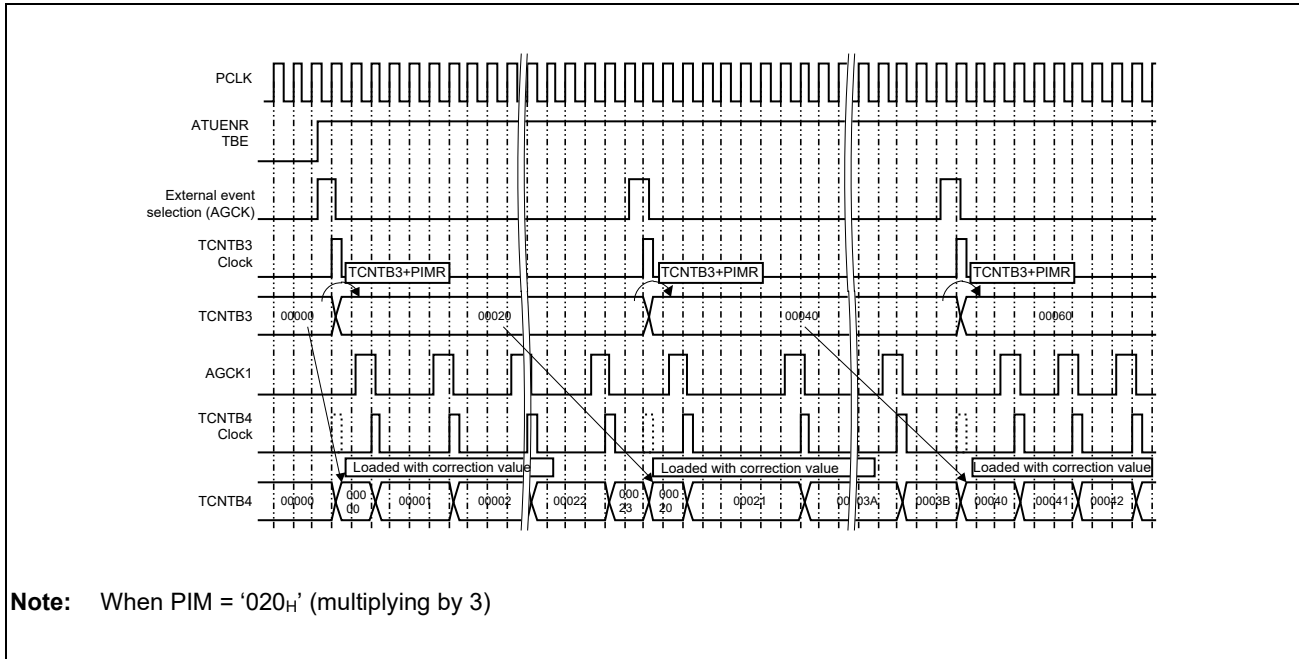 PCLK
ATUENR
TBE
External event
selection (AGCK)
TCNTB3
Clock
TCNTB3+PIMR
TCNTB3+PIMR
TCNTB3+PIMR
TCNTB3
00000
00020
00040
00060
AGCK1
TCNTB4
Clock
Loaded with correction value
Loaded with correction value
Loaded with correction value
TCNTB4
00000
000
00
00001
00002
00022
000
23
000
20
00021
0003A
0003B
00040
00041
00042
Note: When PIM = ‘020H’ (multiplying by 3)